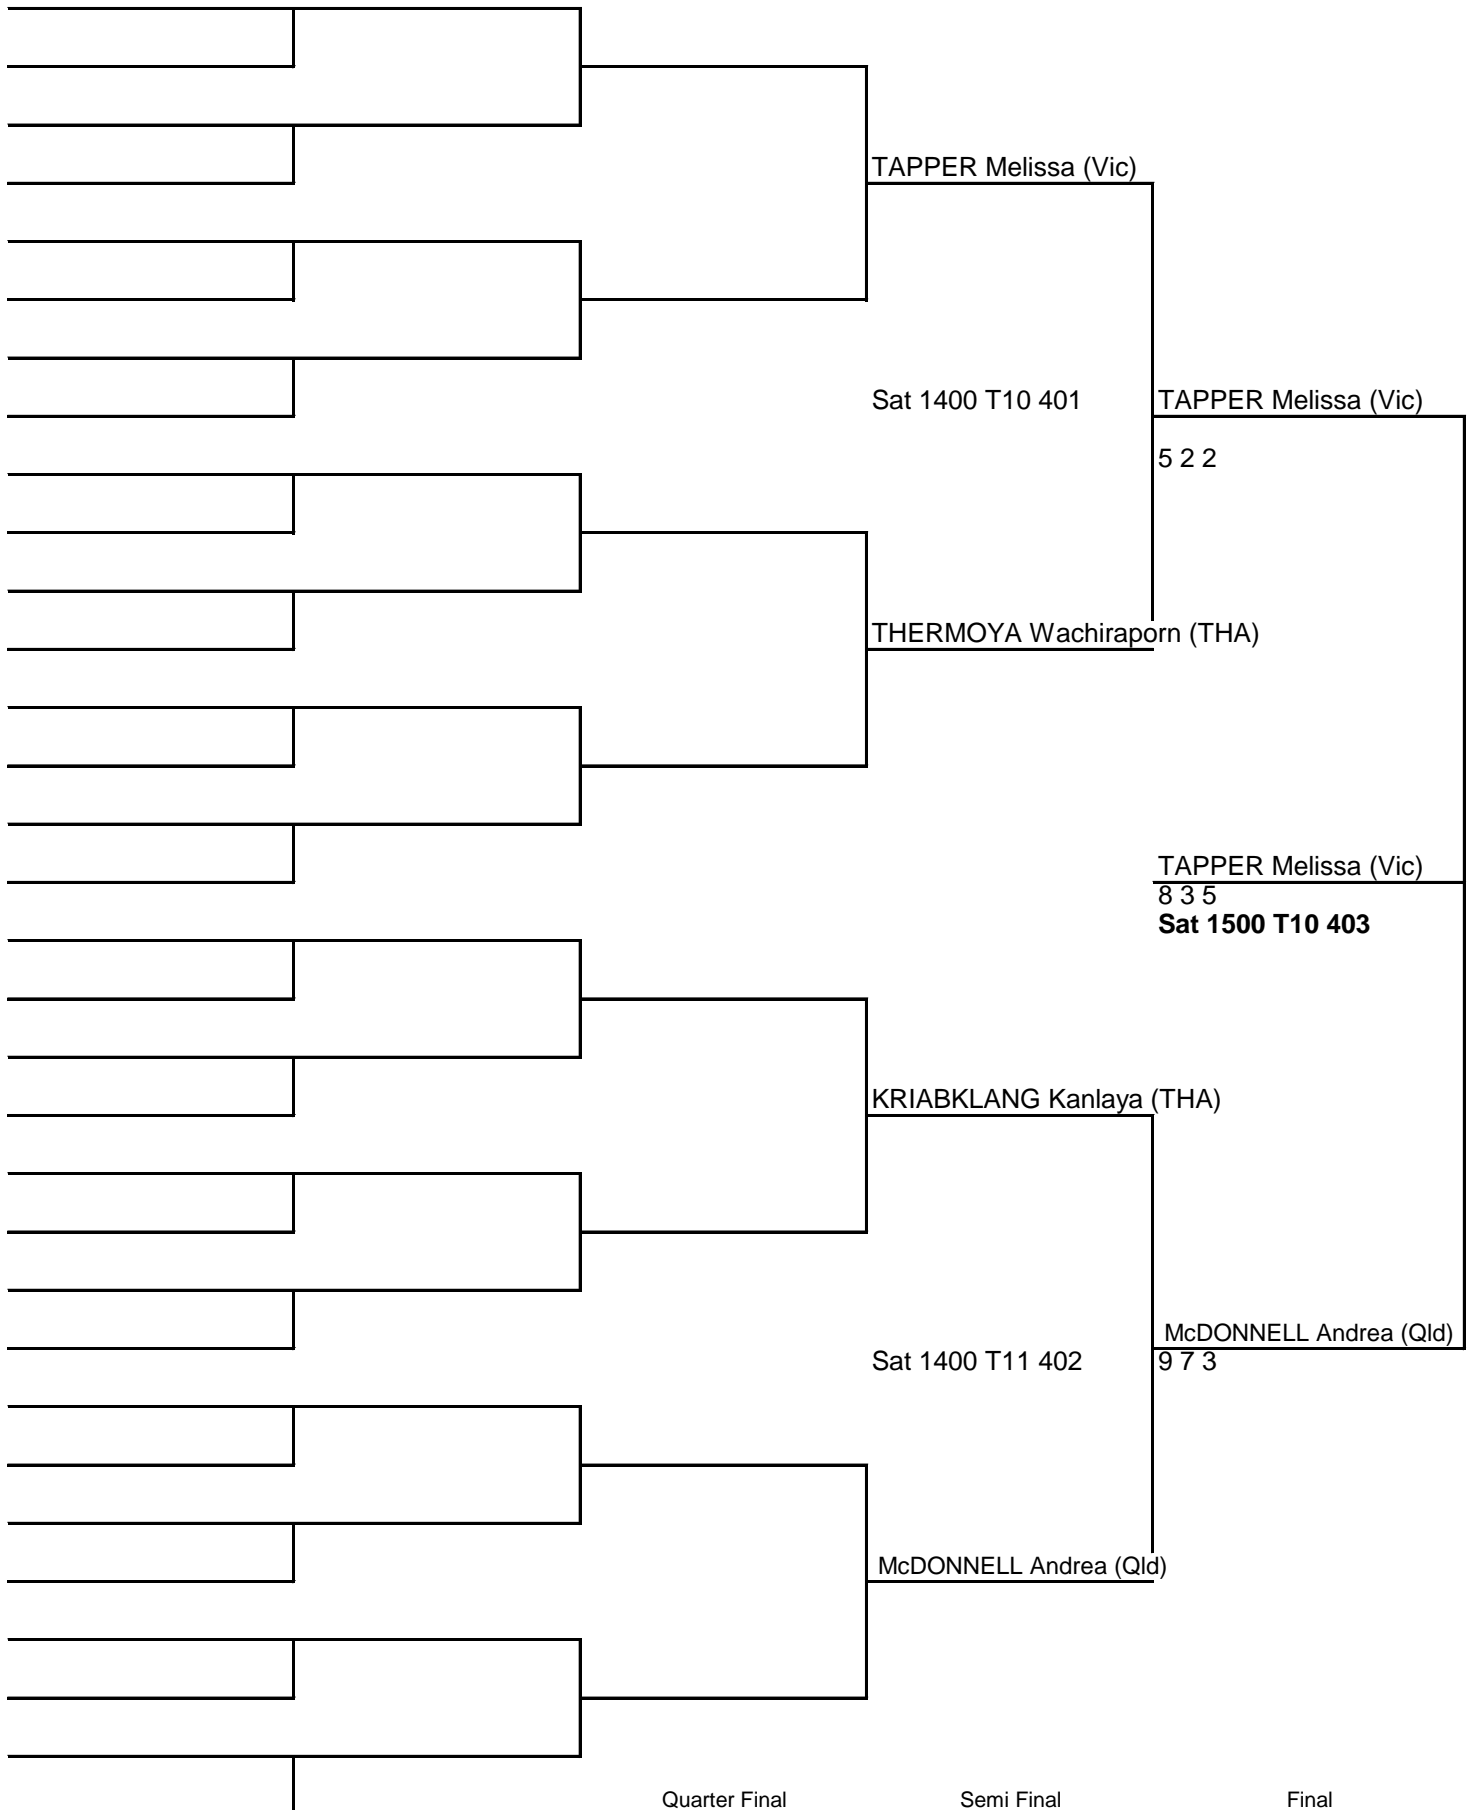 TAPPER Melissa (Vic)
Sat 1400 T10 401
TAPPER Melissa (Vic)
5 2 2
THERMOYA Wachiraporn (THA)
TAPPER Melissa (Vic)
8 3 5
Sat 1500 T10 403
KRIABKLANG Kanlaya (THA)
McDONNELL Andrea (Qld)
Sat 1400 T11 402
9 7 3
McDONNELL Andrea (Qld)
Quarter Final
Semi Final
Final